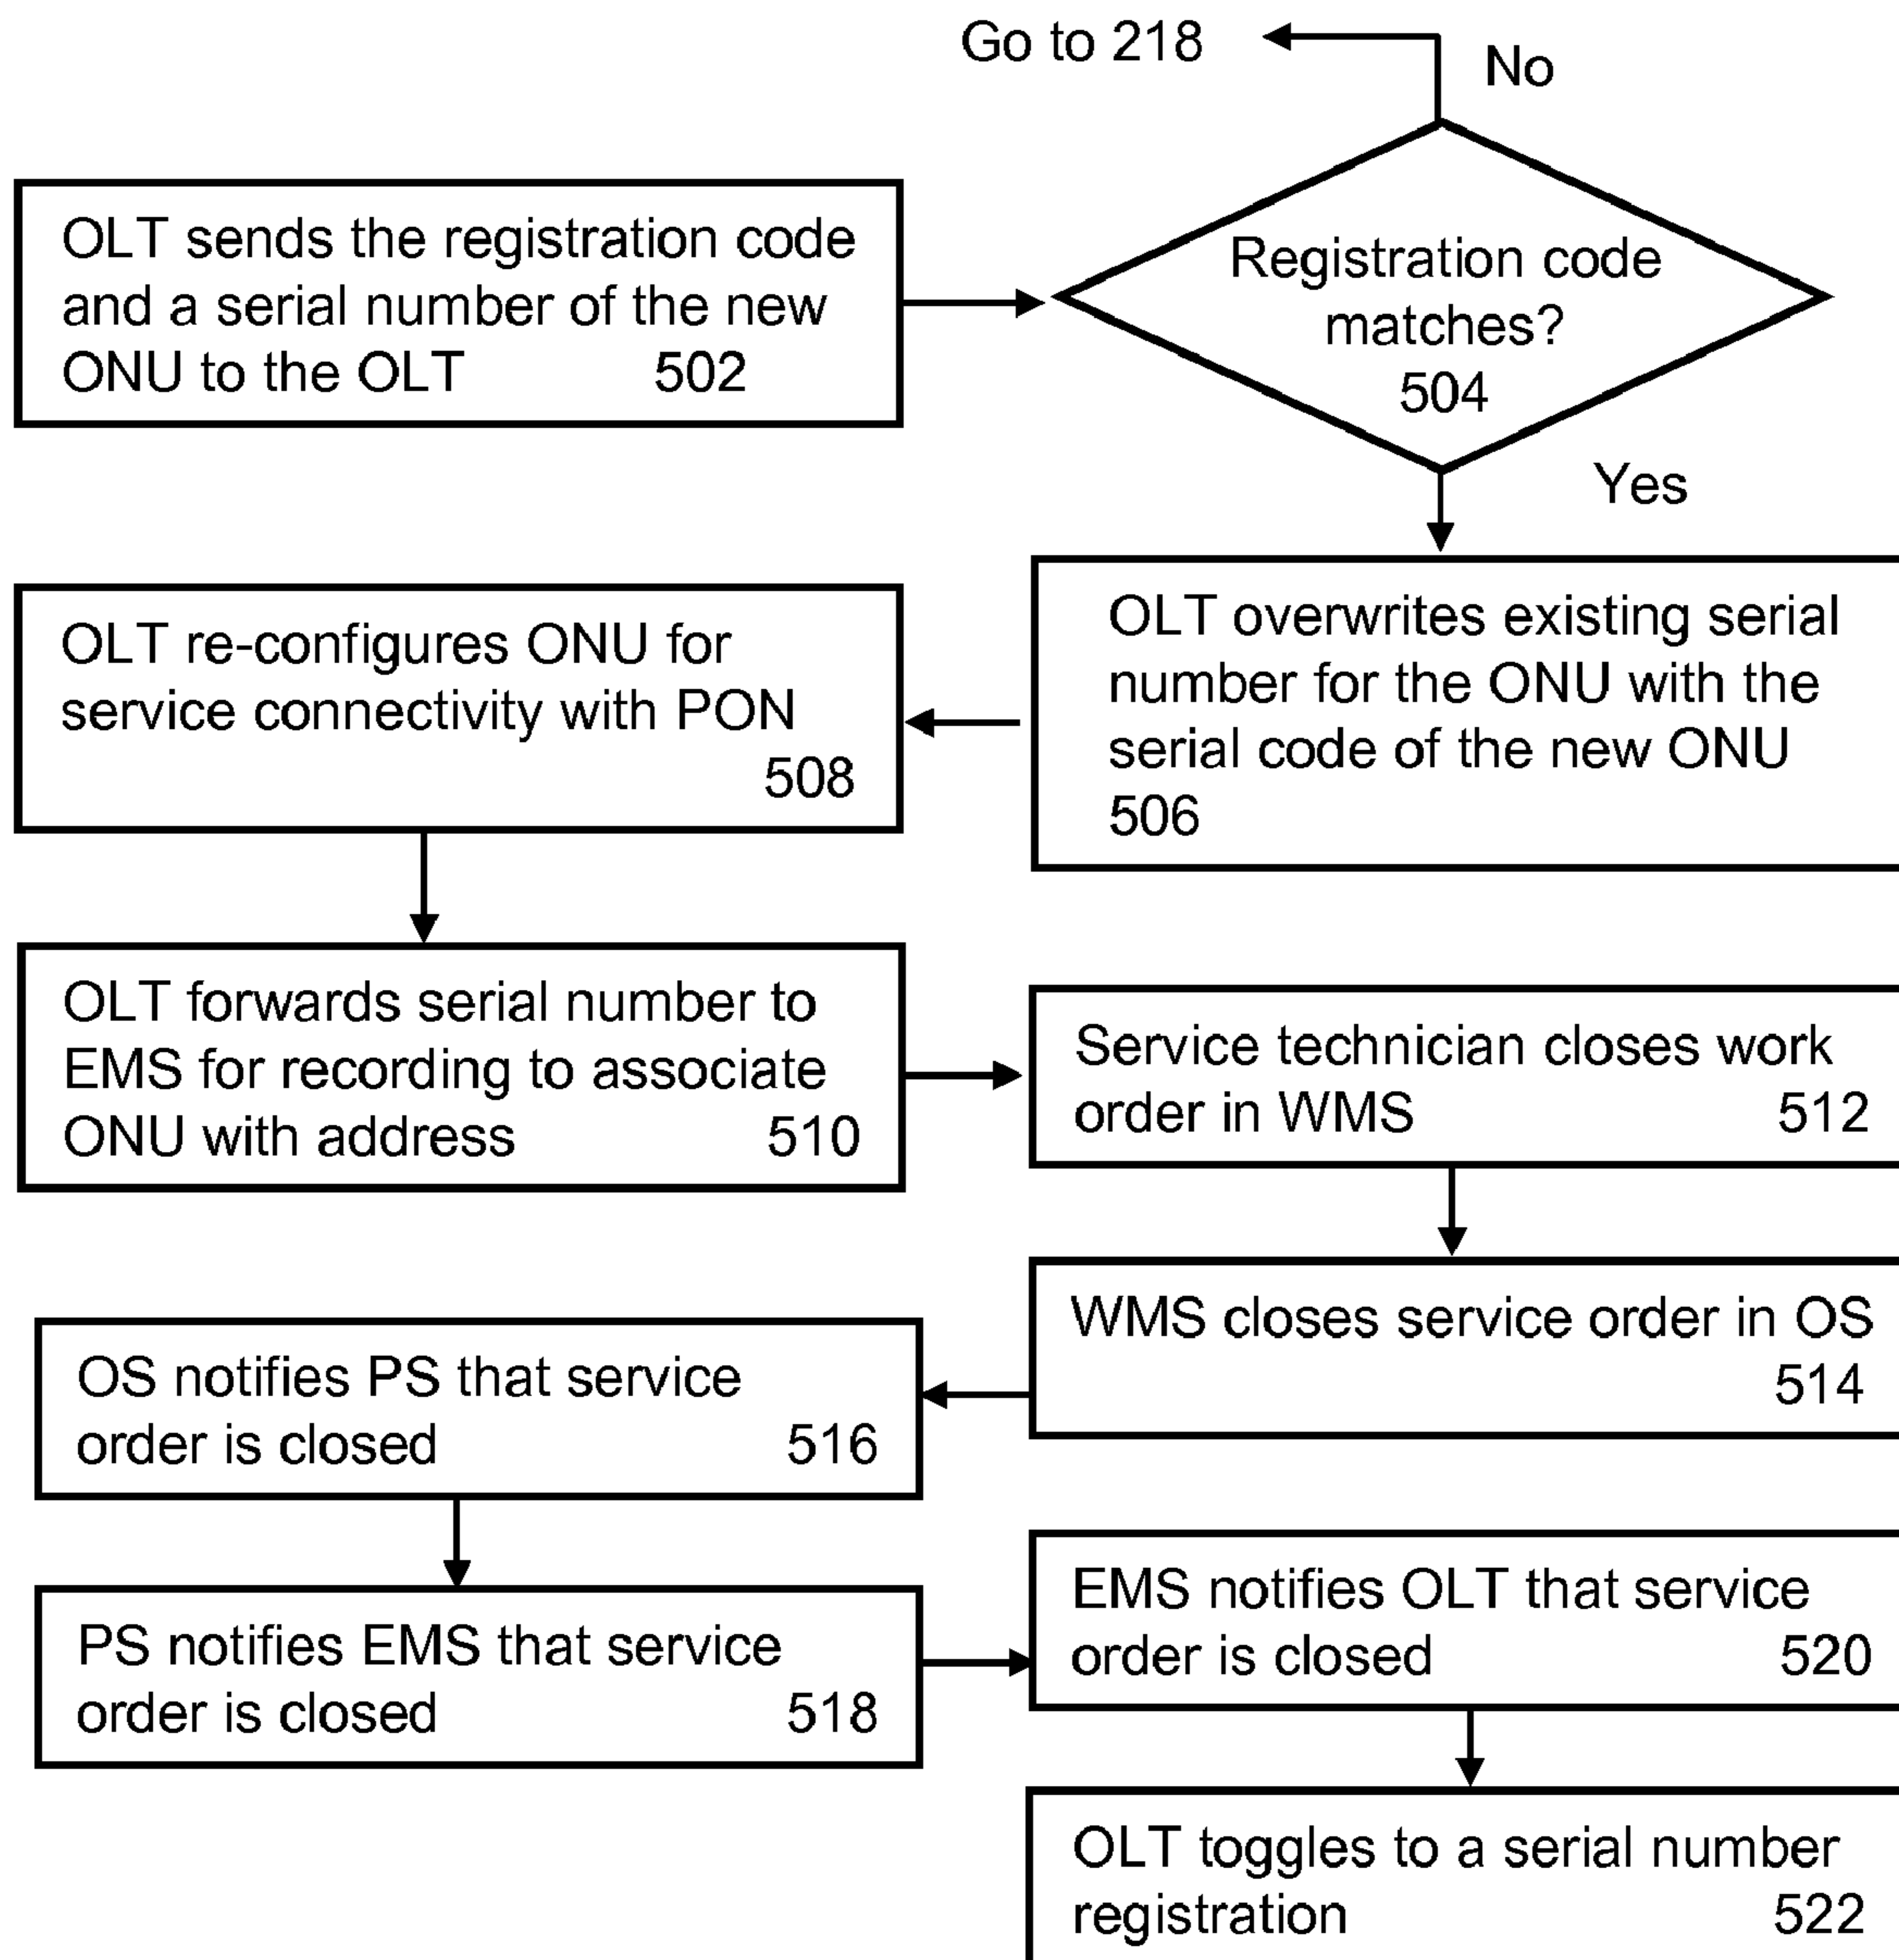 Go to 218
No
OLT sends the registration code
and a serial number of the new
ONU to the OLT 502
Registration code
matches?
504
Yes
OLT overwrites existing serial
number for the ONU with the
serial code of the new ONU
506
OLT re-configures ONU for
service connectivity with PON
508
OLT forwards serial number to
EMS for recording to associate
ONU with address 510
Service technician closes work
order in WMS 512
WMS closes service order in OS
514
OS notifies PS that service
order is closed 516
PS notifies EMS that service
order is closed 518
EMS notifies OLT that service
order is closed 520
OLT toggles to a serial number
registration 522